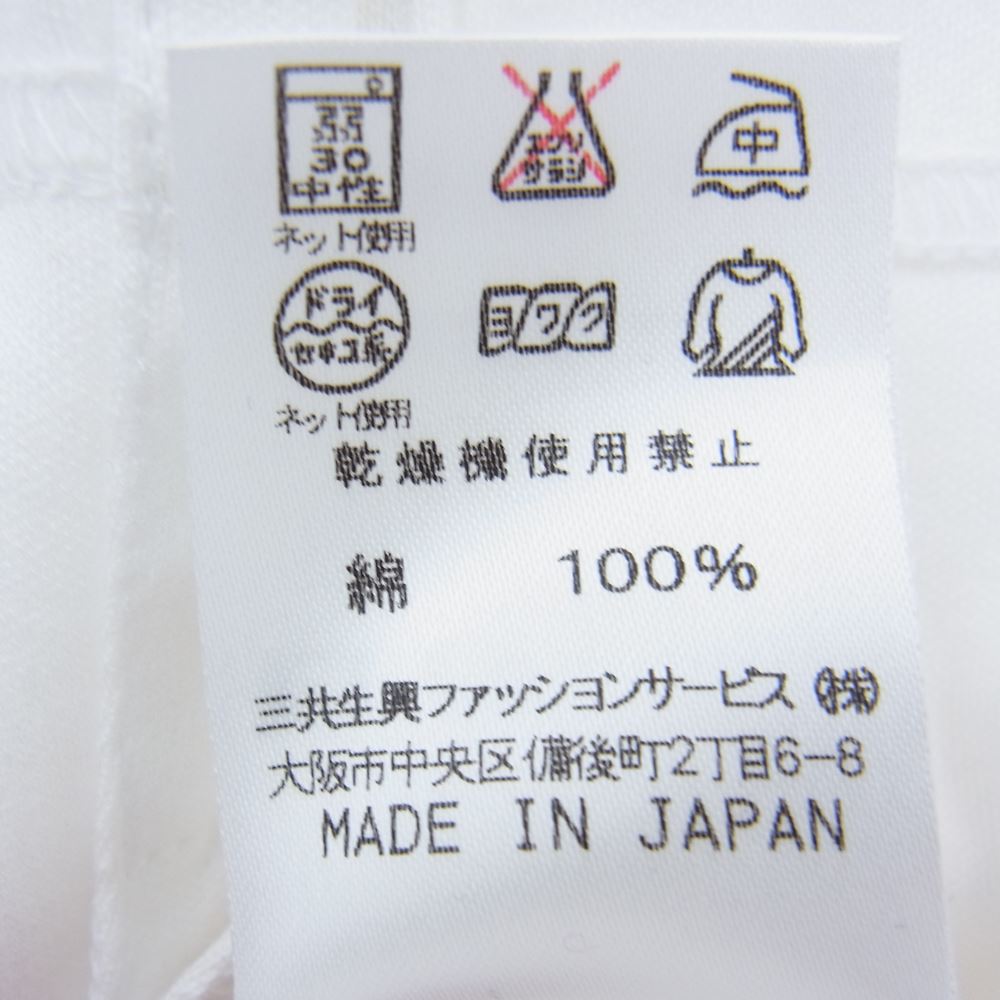 弱
30
中性
ネット使用
エンソ
サラシ
中
ドライ
セキユ系
ネット使用
ヨワク
乾燥機使用禁止
綿 100%
三共生興ファッションサービス㈱
大阪市中央区備後町2丁目6-8
MADE IN JAPAN